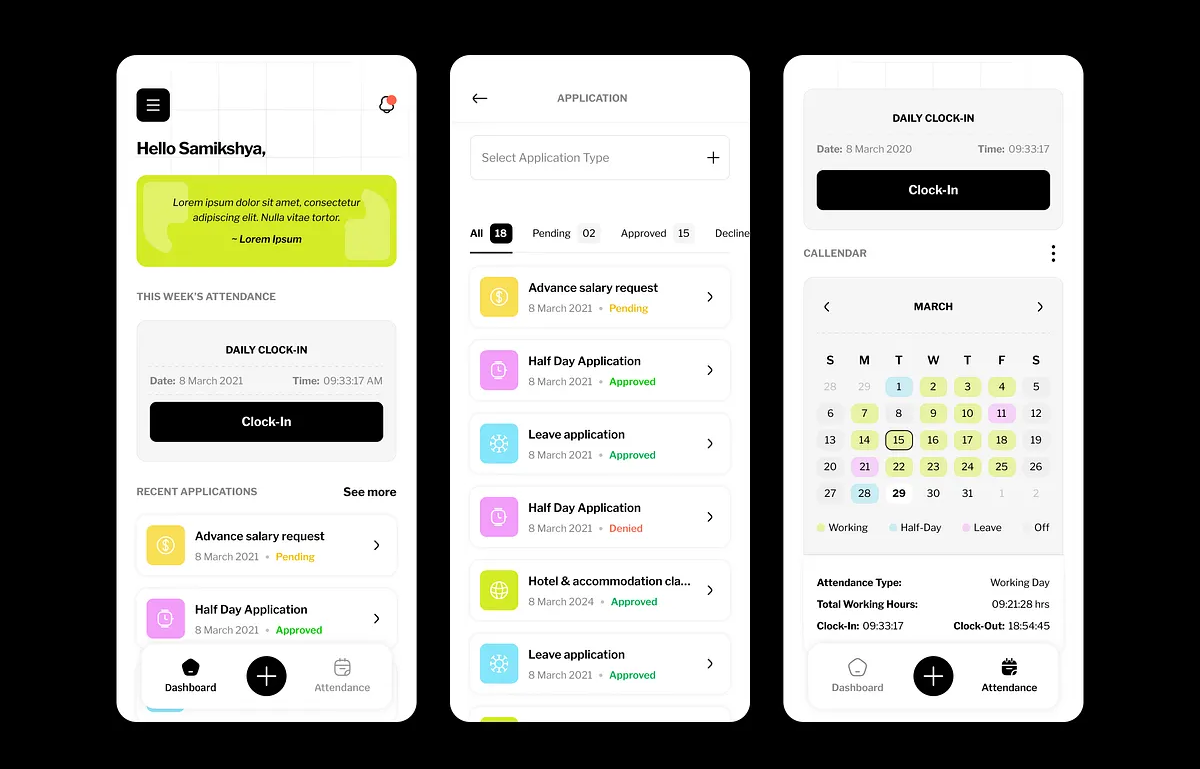 Hello Samikshya,
Lorem ipsum dolor sit amet, consectetur
adipiscing elit. Nulla vitae tortor.
~ Lorem Ipsum
THIS WEEK'S ATTENDANCE
DAILY CLOCK-IN
Date: 8 March 2021 Time: 09:33:17 AM
Clock-In
RECENT APPLICATIONS See more
Advance salary request
8 March 2021 • Pending
Half Day Application
8 March 2021 • Approved
Dashboard Attendance
APPLICATION
Select Application Type
All 18 Pending 02 Approved 15 Decline
Advance salary request
8 March 2021 • Pending
Half Day Application
8 March 2021 • Approved
Leave application
8 March 2021 • Approved
Half Day Application
8 March 2021 • Denied
Hotel & accommodation cla...
8 March 2024 • Approved
Leave application
8 March 2021 • Approved
DAILY CLOCK-IN
Date: 8 March 2020 Time: 09:33:17
Clock-In
CALLENDAR
MARCH
S M T W T F S
28 29 1 2 3 4 5
6 7 8 9 10 11 12
13 14 15 16 17 18 19
20 21 22 23 24 25 26
27 28 29 30 31 1 2
Working Half-Day Leave Off
Attendance Type: Working Day
Total Working Hours: 09:21:28 hrs
Clock-In: 09:33:17 Clock-Out: 18:54:45
Dashboard Attendance